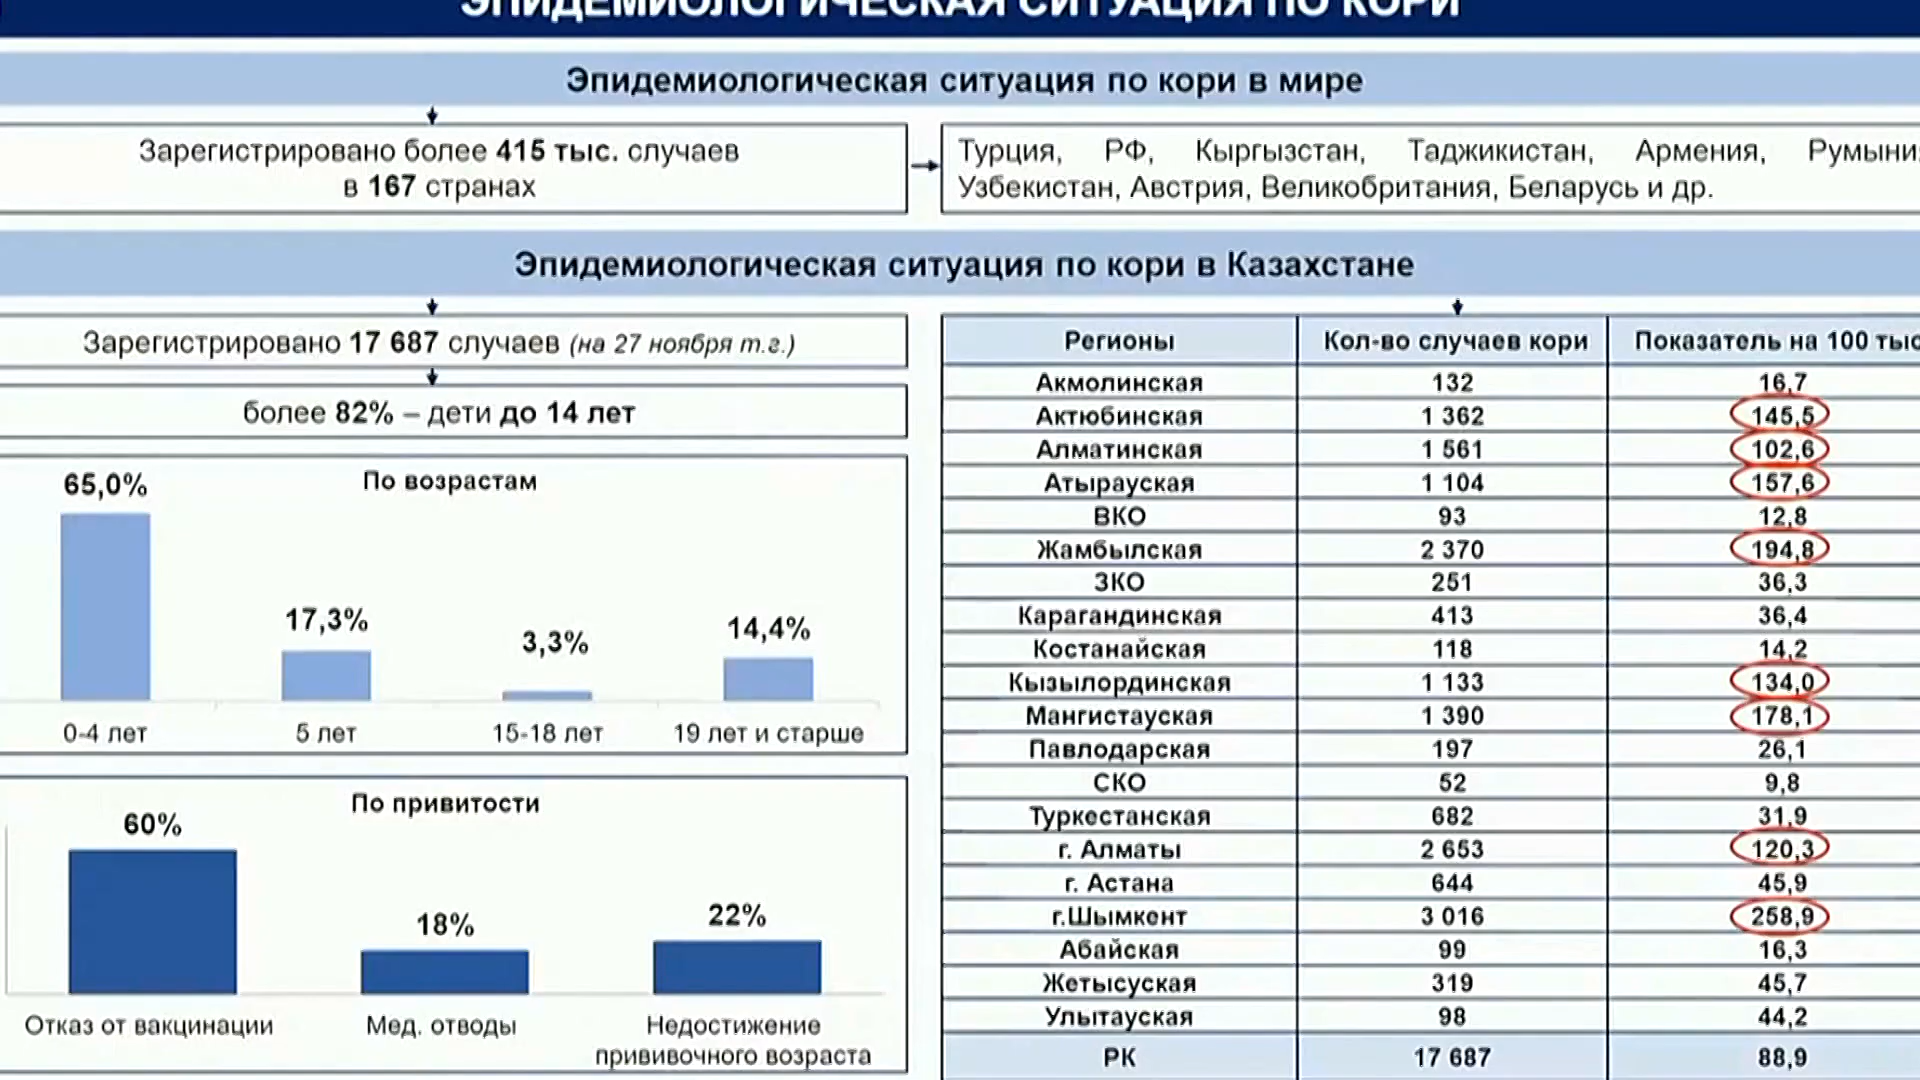 ЭПИДЕМИОЛОГИЧЕСКАЯ СИТУАЦИЯ ПО КОРИ
Эпидемиологическая ситуация по кори в мире
Зарегистрировано более 415 тыс. случаев
в 167 странах
Турция, РФ, Кыргызстан, Таджикистан, Армения, Румыния
Узбекистан, Австрия, Великобритания, Беларусь и др.
Эпидемиологическая ситуация по кори в Казахстане
Зарегистрировано 17 687 случаев (на 27 ноября т.г.)
более 82% – дети до 14 лет
По возрастам
65,0%
17,3%
3,3%
14,4%
0-4 лет
5 лет
15-18 лет
19 лет и старше
По привитости
60%
18%
22%
Отказ от вакцинации
Мед. отводы
Недостижение
прививочного возраста
Регионы Кол-во случаев кори Показатель на 100 тыс
Акмолинская 132 16,7
Актюбинская 1 362 145,5
Алматинская 1 561 102,6
Атырауская 1 104 157,6
ВКО 93 12,8
Жамбылская 2 370 194,8
ЗКО 251 36,3
Карагандинская 413 36,4
Костанайская 118 14,2
Кызылординская 1 133 134,0
Мангистауская 1 390 178,1
Павлодарская 197 26,1
СКО 52 9,8
Туркестанская 682 31,9
г. Алматы 2 653 120,3
г. Астана 644 45,9
г.Шымкент 3 016 258,9
Абайская 99 16,3
Жетысуская 319 45,7
Улытауская 98 44,2
РК 17 687 88,9